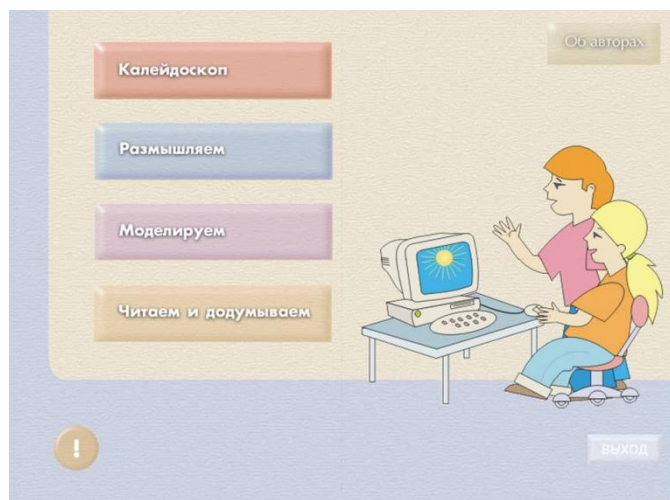 Об авторах
Калейдоскоп
Размышляем
Моделируем
Читаем и додумываем
!
ВЫХОД